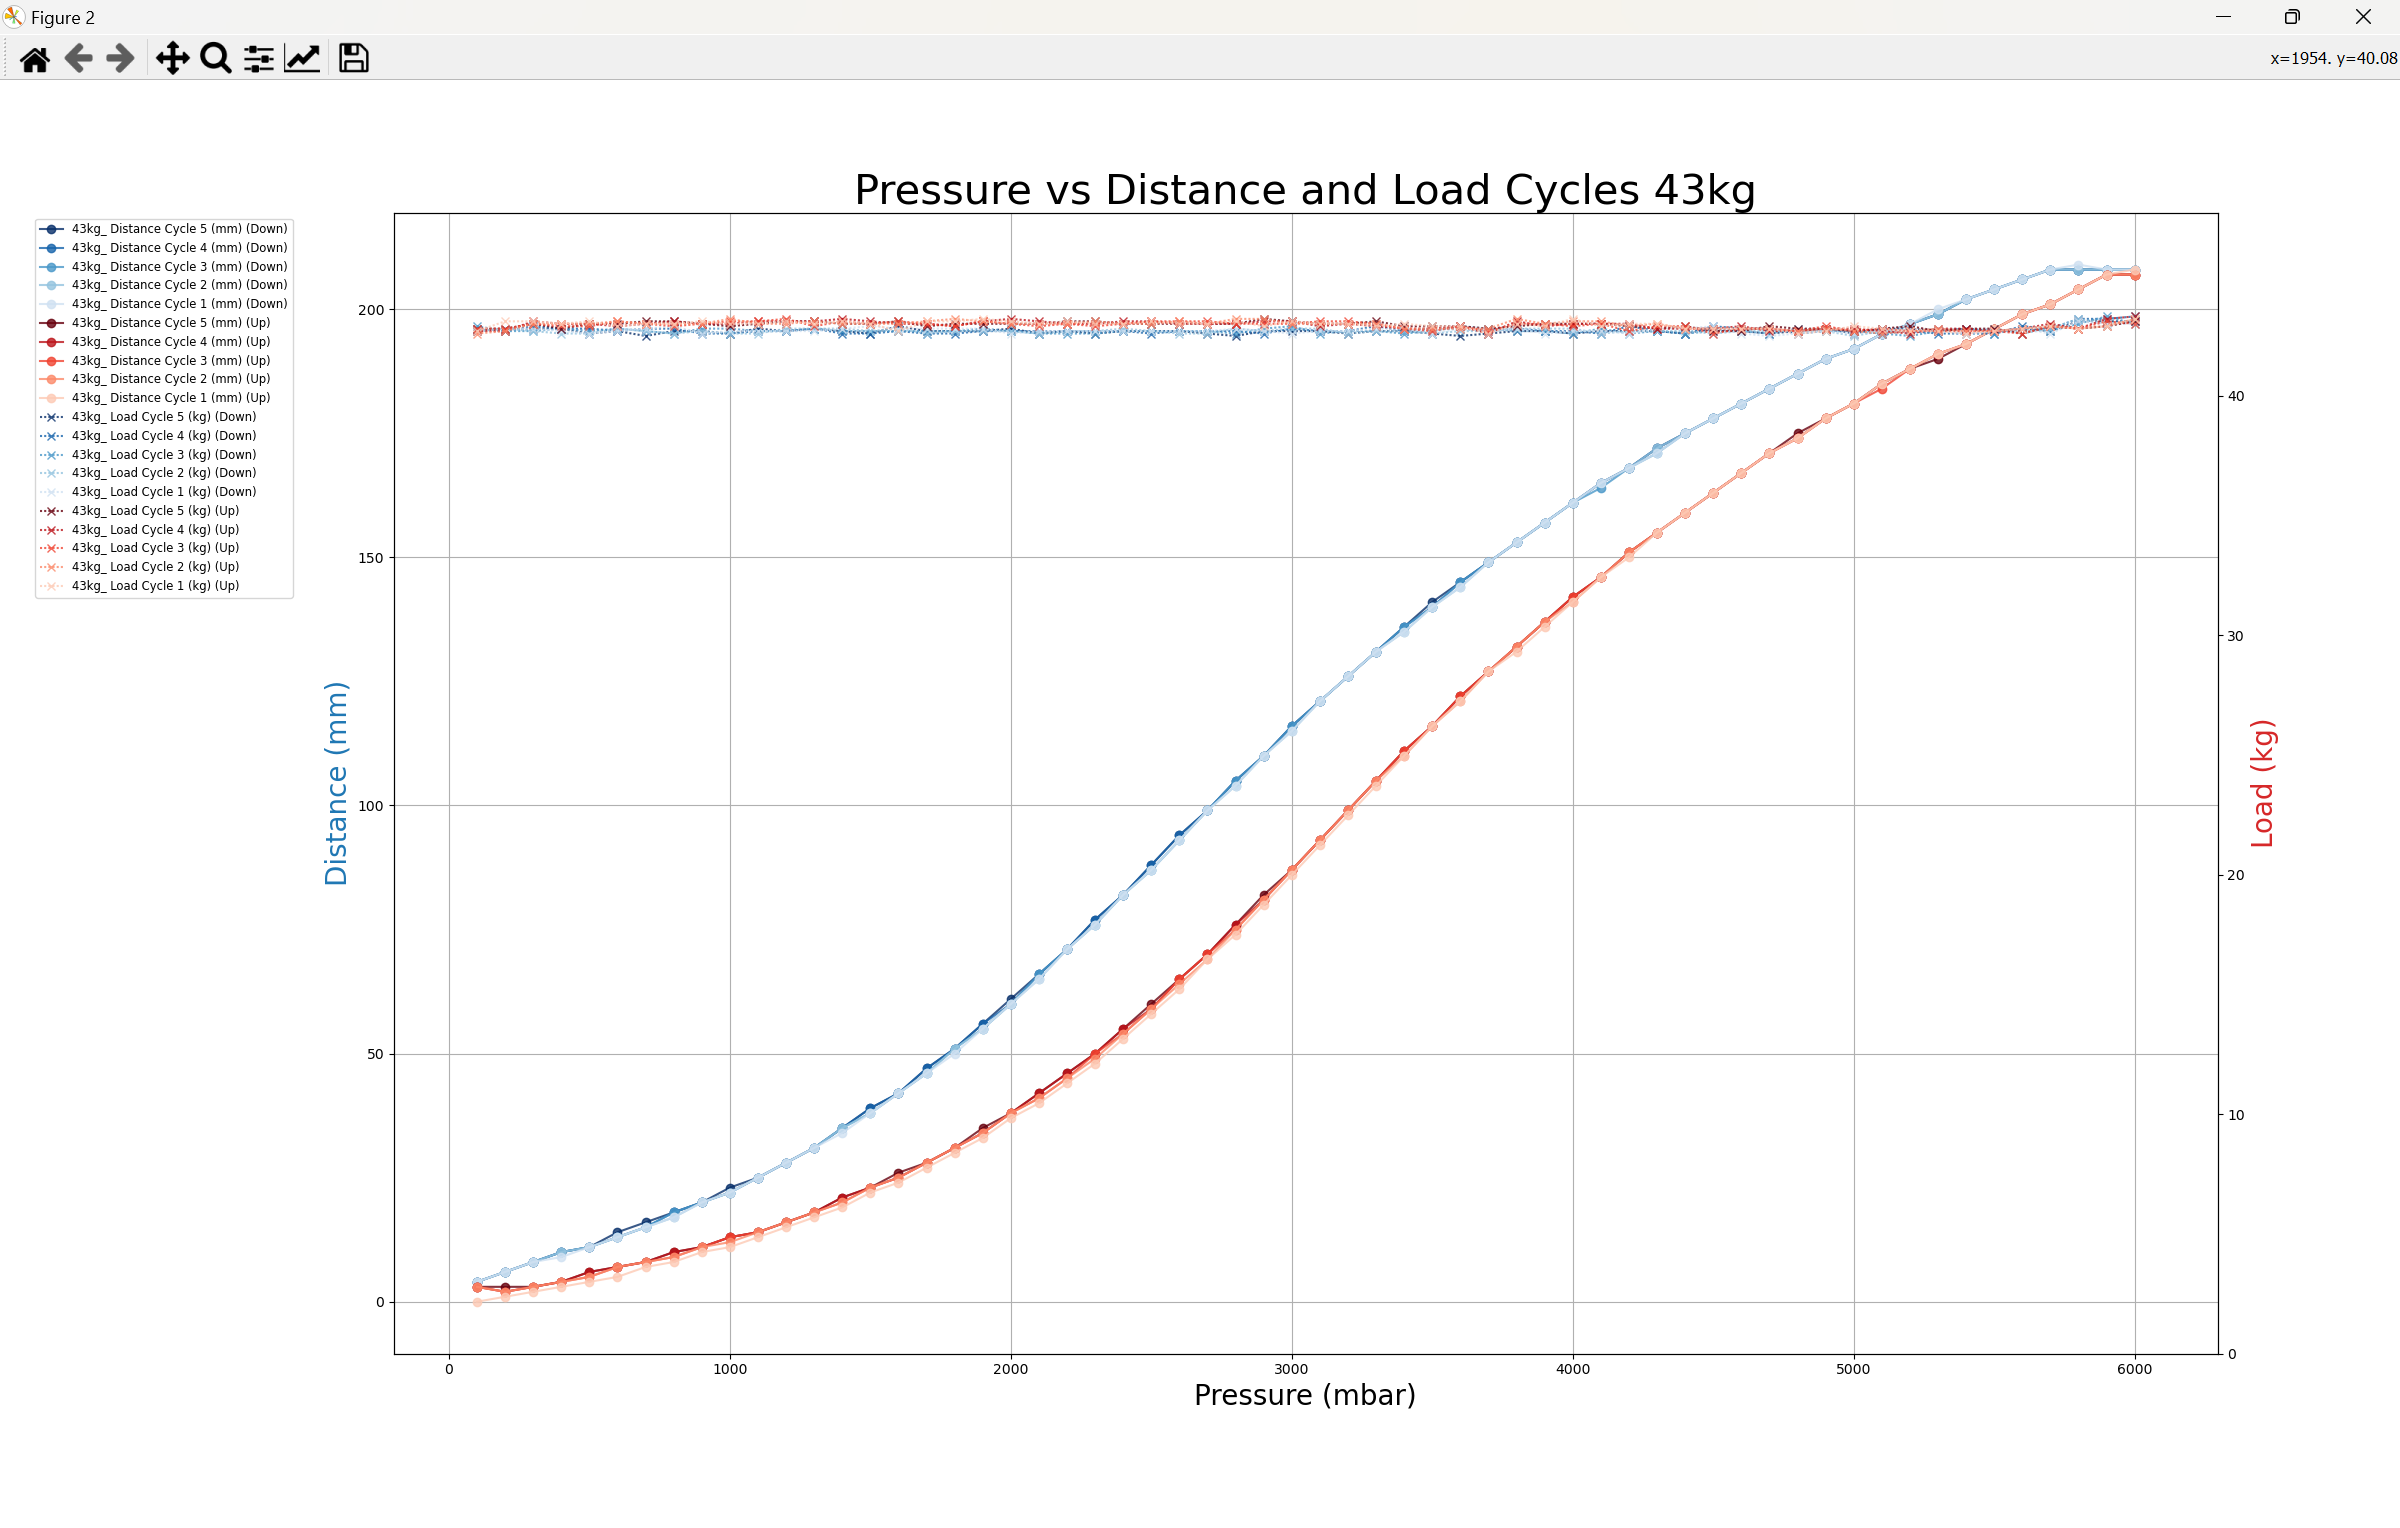 Figure 2
x=1954. y=40.08
Pressure vs Distance and Load Cycles 43kg
43kg_ Distance Cycle 5 (mm) (Down)
43kg_ Distance Cycle 4 (mm) (Down)
43kg_ Distance Cycle 3 (mm) (Down)
43kg_ Distance Cycle 2 (mm) (Down)
43kg_ Distance Cycle 1 (mm) (Down)
43kg_ Distance Cycle 5 (mm) (Up)
43kg_ Distance Cycle 4 (mm) (Up)
43kg_ Distance Cycle 3 (mm) (Up)
43kg_ Distance Cycle 2 (mm) (Up)
43kg_ Distance Cycle 1 (mm) (Up)
43kg_ Load Cycle 5 (kg) (Down)
43kg_ Load Cycle 4 (kg) (Down)
43kg_ Load Cycle 3 (kg) (Down)
43kg_ Load Cycle 2 (kg) (Down)
43kg_ Load Cycle 1 (kg) (Down)
43kg_ Load Cycle 5 (kg) (Up)
43kg_ Load Cycle 4 (kg) (Up)
43kg_ Load Cycle 3 (kg) (Up)
43kg_ Load Cycle 2 (kg) (Up)
43kg_ Load Cycle 1 (kg) (Up)
Distance (mm)
200
150
100
50
0
0
1000
2000
3000
4000
5000
6000
Pressure (mbar)
40
30
20
10
0
Load (kg)